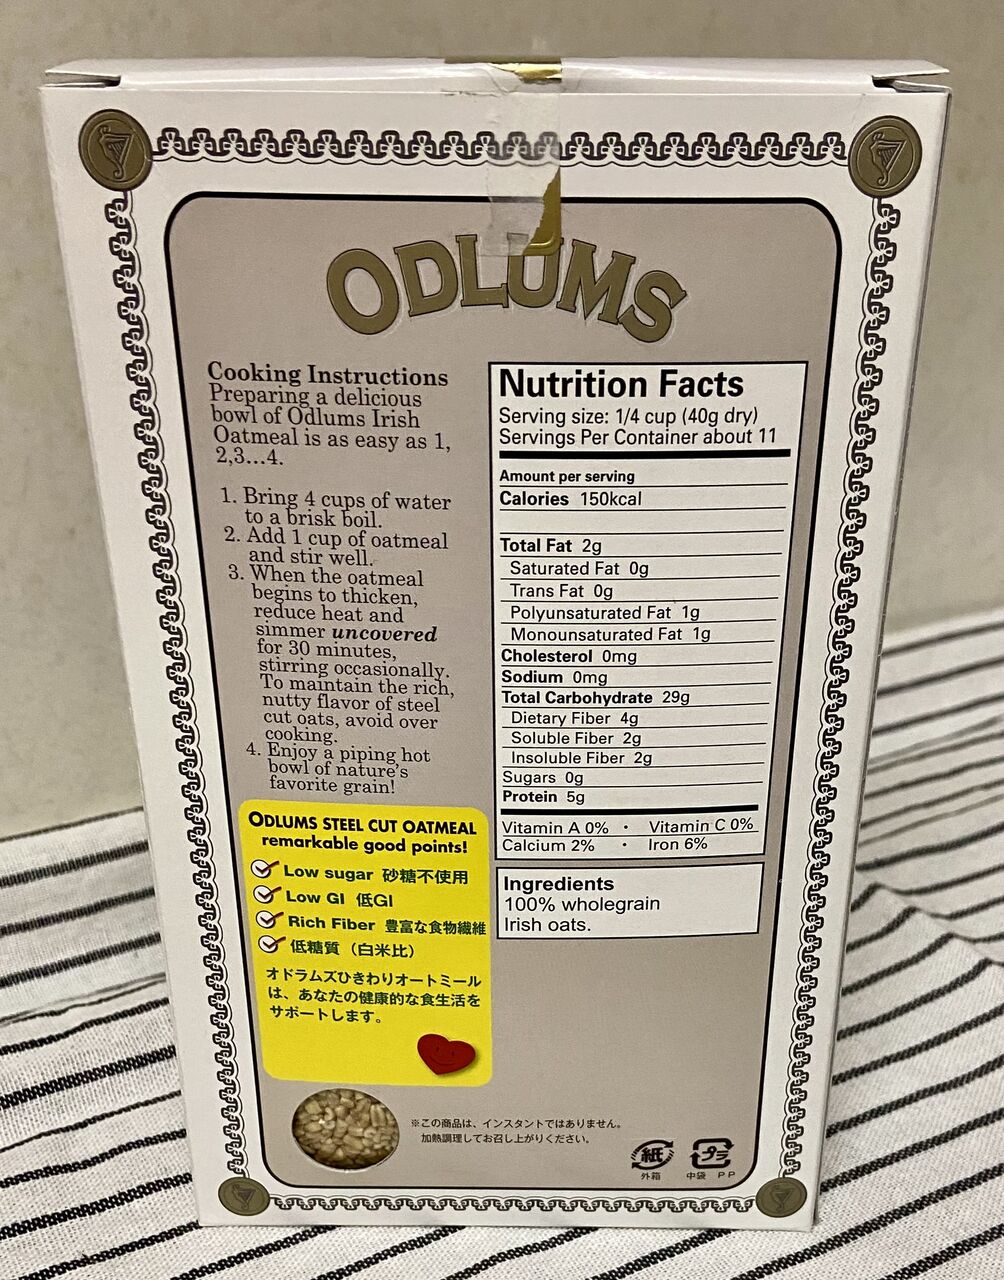 ODLUMS
Cooking Instructions
Preparing a delicious
bowl of Odlums Irish
Oatmeal is as easy as 1,
2,3...4.
1. Bring 4 cups of water
to a brisk boil.
2. Add 1 cup of oatmeal
and stir well.
3. When the oatmeal
begins to thicken,
reduce heat and
simmer uncovered
for 30 minutes,
stirring occasionally.
To maintain the rich,
nutty flavor of steel
cut oats, avoid over
cooking.
4. Enjoy a piping hot
bowl of nature's
favorite grain!
ODLUMS STEEL CUT OATMEAL
remarkable good points!
Low sugar 砂糖不使用
Low GI 低GI
Rich Fiber 豊富な食物繊維
低糖質（白米比）
オドラムズひきわりオートミール
は、あなたの健康的な食生活を
サポートします。
Nutrition Facts
Serving size: 1/4 cup (40g dry)
Servings Per Container about 11
Amount per serving
Calories 150kcal
Total Fat 2g
Saturated Fat 0g
Trans Fat 0g
Polyunsaturated Fat 1g
Monounsaturated Fat 1g
Cholesterol 0mg
Sodium 0mg
Total Carbohydrate 29g
Dietary Fiber 4g
Soluble Fiber 2g
Insoluble Fiber 2g
Sugars 0g
Protein 5g
Vitamin A 0% • Vitamin C 0%
Calcium 2% • Iron 6%
Ingredients
100% wholegrain
Irish oats.
※この商品は、インスタントではありません。
加熱調理してお召し上がりください。
紙 プラ
外箱 中袋 PP